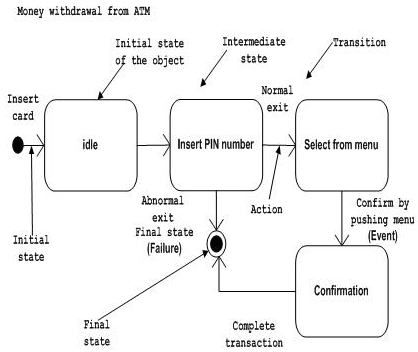 Money withdrawal from ATM
Initial state
of the object
Intermediate
state
Transition
Insert
card
Normal
exit
idle
Insert PIN number
Select from menu
Abnormal
exit
Final state
(Failure)
Action
Confirm by
pushing menu
(Event)
Initial
state
Confirmation
Final
state
Complete
transaction